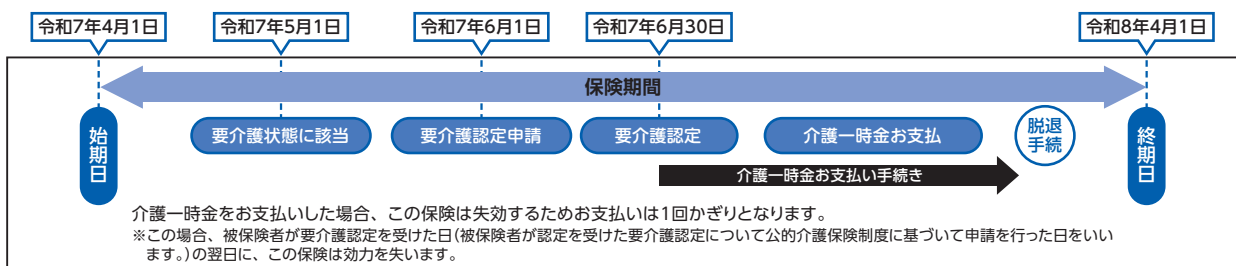 令和7年4月1日
令和7年5月1日
令和7年6月1日
令和7年6月30日
令和8年4月1日
保険期間
始期日
要介護状態に該当
要介護認定申請
要介護認定
介護一時金お支払
脱退
手続
終期日
介護一時金お支払い手続き
介護一時金をお支払いした場合、この保険は失効するためお支払いは1回かぎりとなります。
※この場合、被保険者が要介護認定を受けた日(被保険者が認定を受けた要介護認定について公的介護保険制度に基づいて申請を行った日をいい
ます。)の翌日に、この保険は効力を失います。